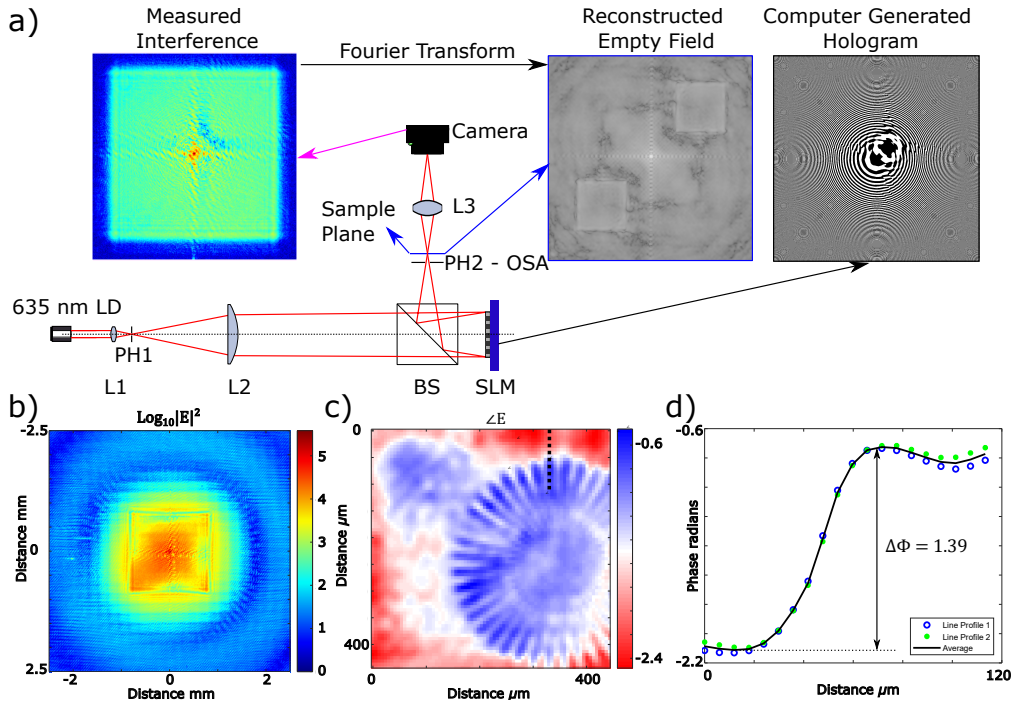 a)
Measured
Interference
Fourier Transform
Reconstructed
Empty Field
Computer Generated
Hologram
Camera
L3
Sample
Plane
PH2 - OSA
635 nm LD
PH1
L1
L2
BS
SLM
b)
Log₁₀|E|²
-2.5
0
2.5
Distance mm
-2
0
2
Distance mm
5
4
3
2
1
0
c)
∠E
0
400
Distance µm
0
400
Distance µm
-0.6
-2.4
d)
-0.6
-2.2
Phase radians
ΔΦ = 1.39
Line Profile 1
Line Profile 2
Average
0
120
Distance µm